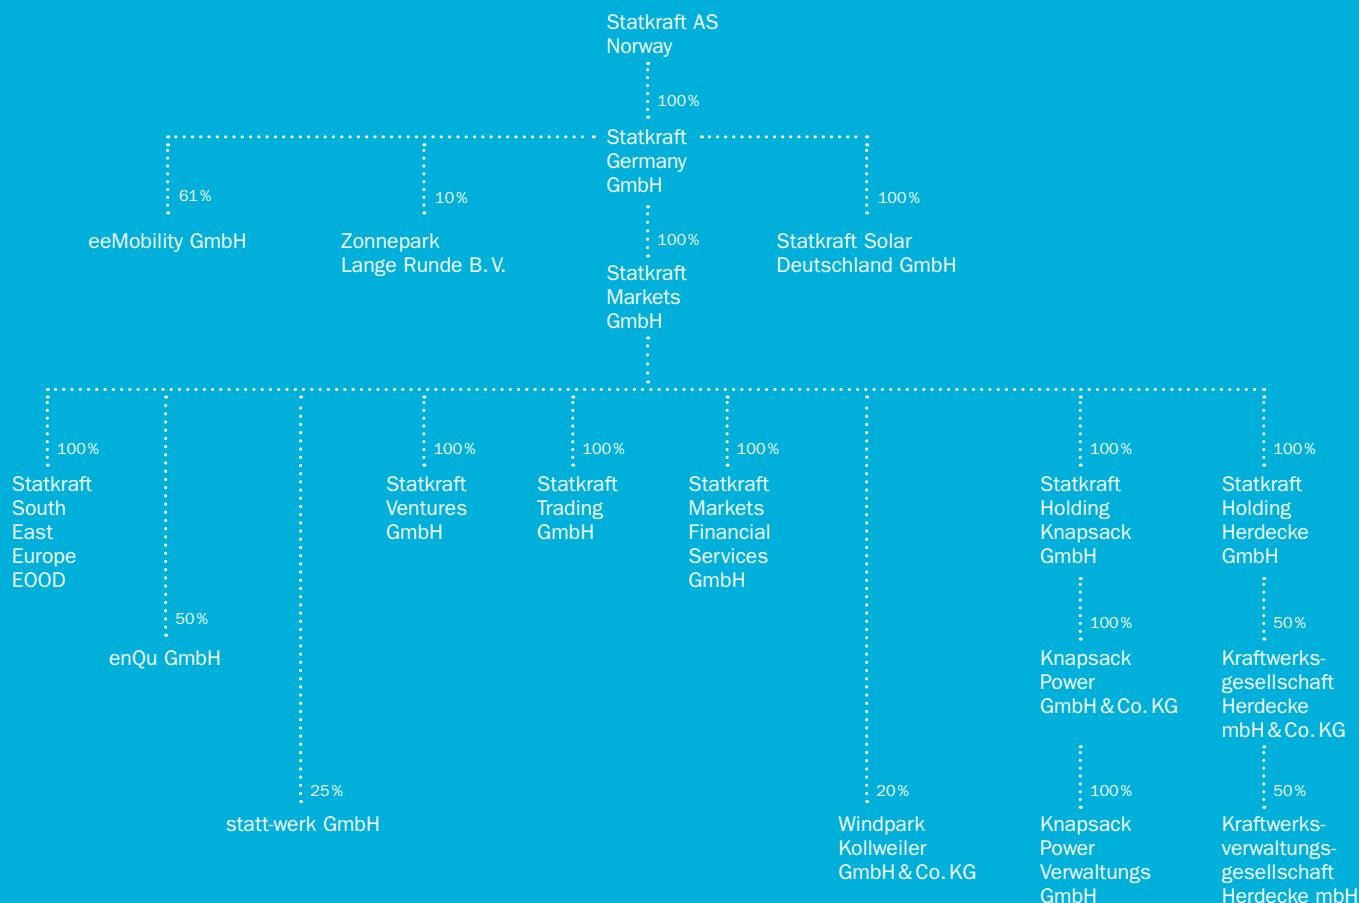 Statkraft AS
Norway
100%
Statkraft
Germany
GmbH
61%
10%
100%
eeMobility GmbH
Zonnepark
Lange Runde B. V.
100%
Statkraft Solar
Deutschland GmbH
Statkraft
Markets
GmbH
100%
100%
100%
100%
100%
100%
Statkraft
South
East
Europe
EOOD
Statkraft
Ventures
GmbH
Statkraft
Trading
GmbH
Statkraft
Markets
Financial
Services
GmbH
Statkraft
Holding
Knapsack
GmbH
Statkraft
Holding
Herdecke
GmbH
50%
enQu GmbH
100%
Knapsack
Power
GmbH & Co. KG
50%
Kraftwerks-
gesellschaft
Herdecke
mbH & Co. KG
25%
statt-werk GmbH
20%
Windpark
Kollweiler
GmbH & Co. KG
100%
Knapsack
Power
Verwaltungs
GmbH
50%
Kraftwerks-
verwaltungs-
gesellschaft
Herdecke mbH